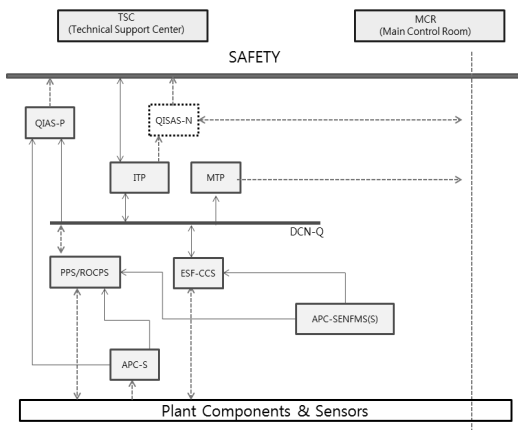 TSC
(Technical Support Center)
MCR
(Main Control Room)
SAFETY
QIAS-P
QISAS-N
ITP
MTP
DCN-Q
PPS/ROCPS
ESF-CCS
APC-SENFMS(S)
APC-S
Plant Components & Sensors